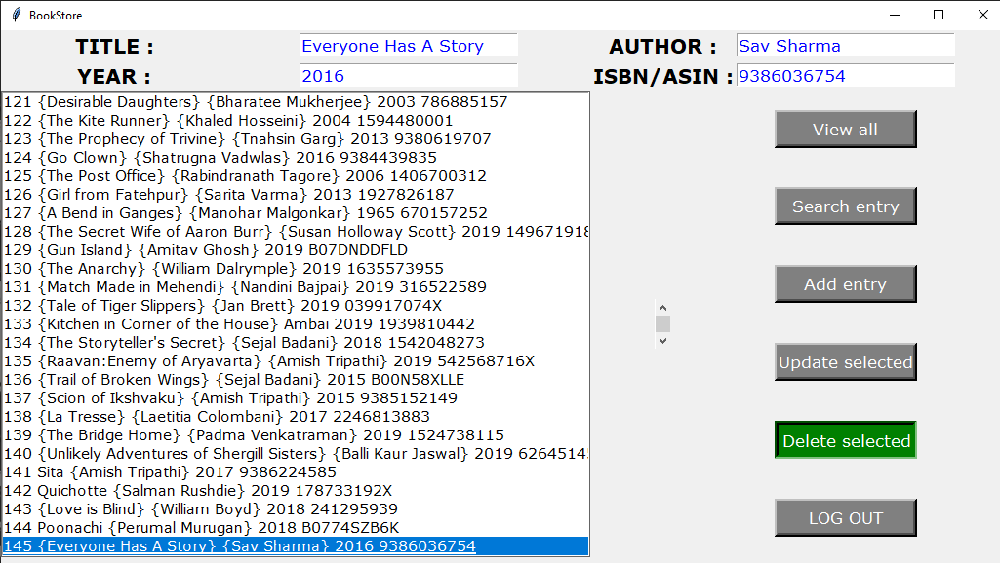 BookStore
TITLE : Everyone Has A Story AUTHOR : Sav Sharma
YEAR : 2016 ISBN/ASIN : 9386036754
121 {Desirable Daughters} {Bharatee Mukherjee} 2003 786885157
122 {The Kite Runner} {Khaled Hosseini} 2004 1594480001
123 {The Prophecy of Trivine} {Tnahsin Garg} 2013 9380619707
124 {Go Clown} {Shatrugna Vadwlas} 2016 9384439835
125 {The Post Office} {Rabindranath Tagore} 2006 1406700312
126 {Girl from Fatehpur} {Sarita Varma} 2013 1927826187
127 {A Bend in Ganges} {Manohar Malgonkar} 1965 670157252
128 {The Secret Wife of Aaron Burr} {Susan Holloway Scott} 2019 149671918
129 {Gun Island} {Amitav Ghosh} 2019 B07DNDDFLD
130 {The Anarchy} {William Dalrymple} 2019 1635573955
131 {Match Made in Mehendi} {Nandini Bajpai} 2019 316522589
132 {Tale of Tiger Slippers} {Jan Brett} 2019 039917074X
133 {Kitchen in Corner of the House} Ambai 2019 1939810442
134 {The Storyteller's Secret} {Sejal Badani} 2018 1542048273
135 {Raavan:Enemy of Aryavarta} {Amish Tripathi} 2019 542568716X
136 {Trail of Broken Wings} {Sejal Badani} 2015 B00N58XLLE
137 {Scion of Ikshvaku} {Amish Tripathi} 2015 9385152149
138 {La Tresse} {Laetitia Colombani} 2017 2246813883
139 {The Bridge Home} {Padma Venkatraman} 2019 1524738115
140 {Unlikely Adventures of Shergill Sisters} {Balli Kaur Jaswal} 2019 62645145
141 Sita {Amish Tripathi} 2017 9386224585
142 Quichotte {Salman Rushdie} 2019 178733192X
143 {Love is Blind} {William Boyd} 2018 241295939
144 Poonachi {Perumal Murugan} 2018 B0774SZB6K
145 {Everyone Has A Story} {Sav Sharma} 2016 9386036754
View all
Search entry
Add entry
Update selected
Delete selected
LOG OUT